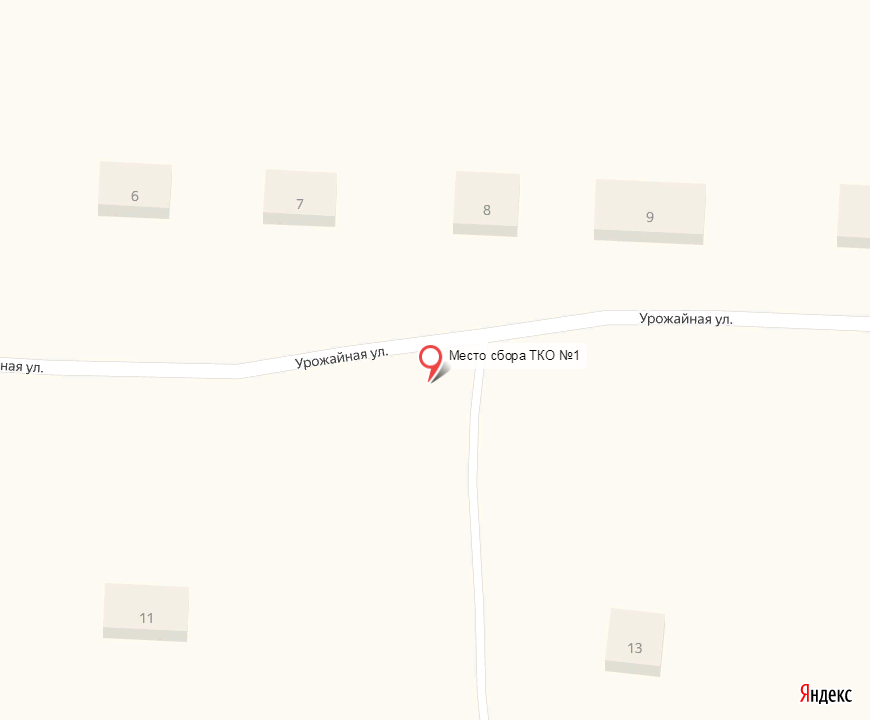 6
7
8
9
Урожайная ул.
Урожайная ул.
Место сбора ТКО №1
ная ул.
11
13
Яндекс